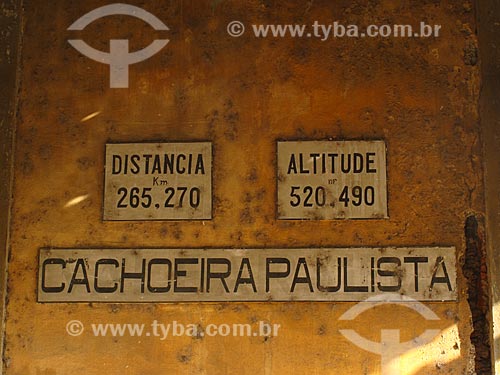 © www.tyba.com.br
DISTANCIA
Km
265.270
ALTITUDE
520.490
CACHOEIRA PAULISTA
© www.tyba.com.br